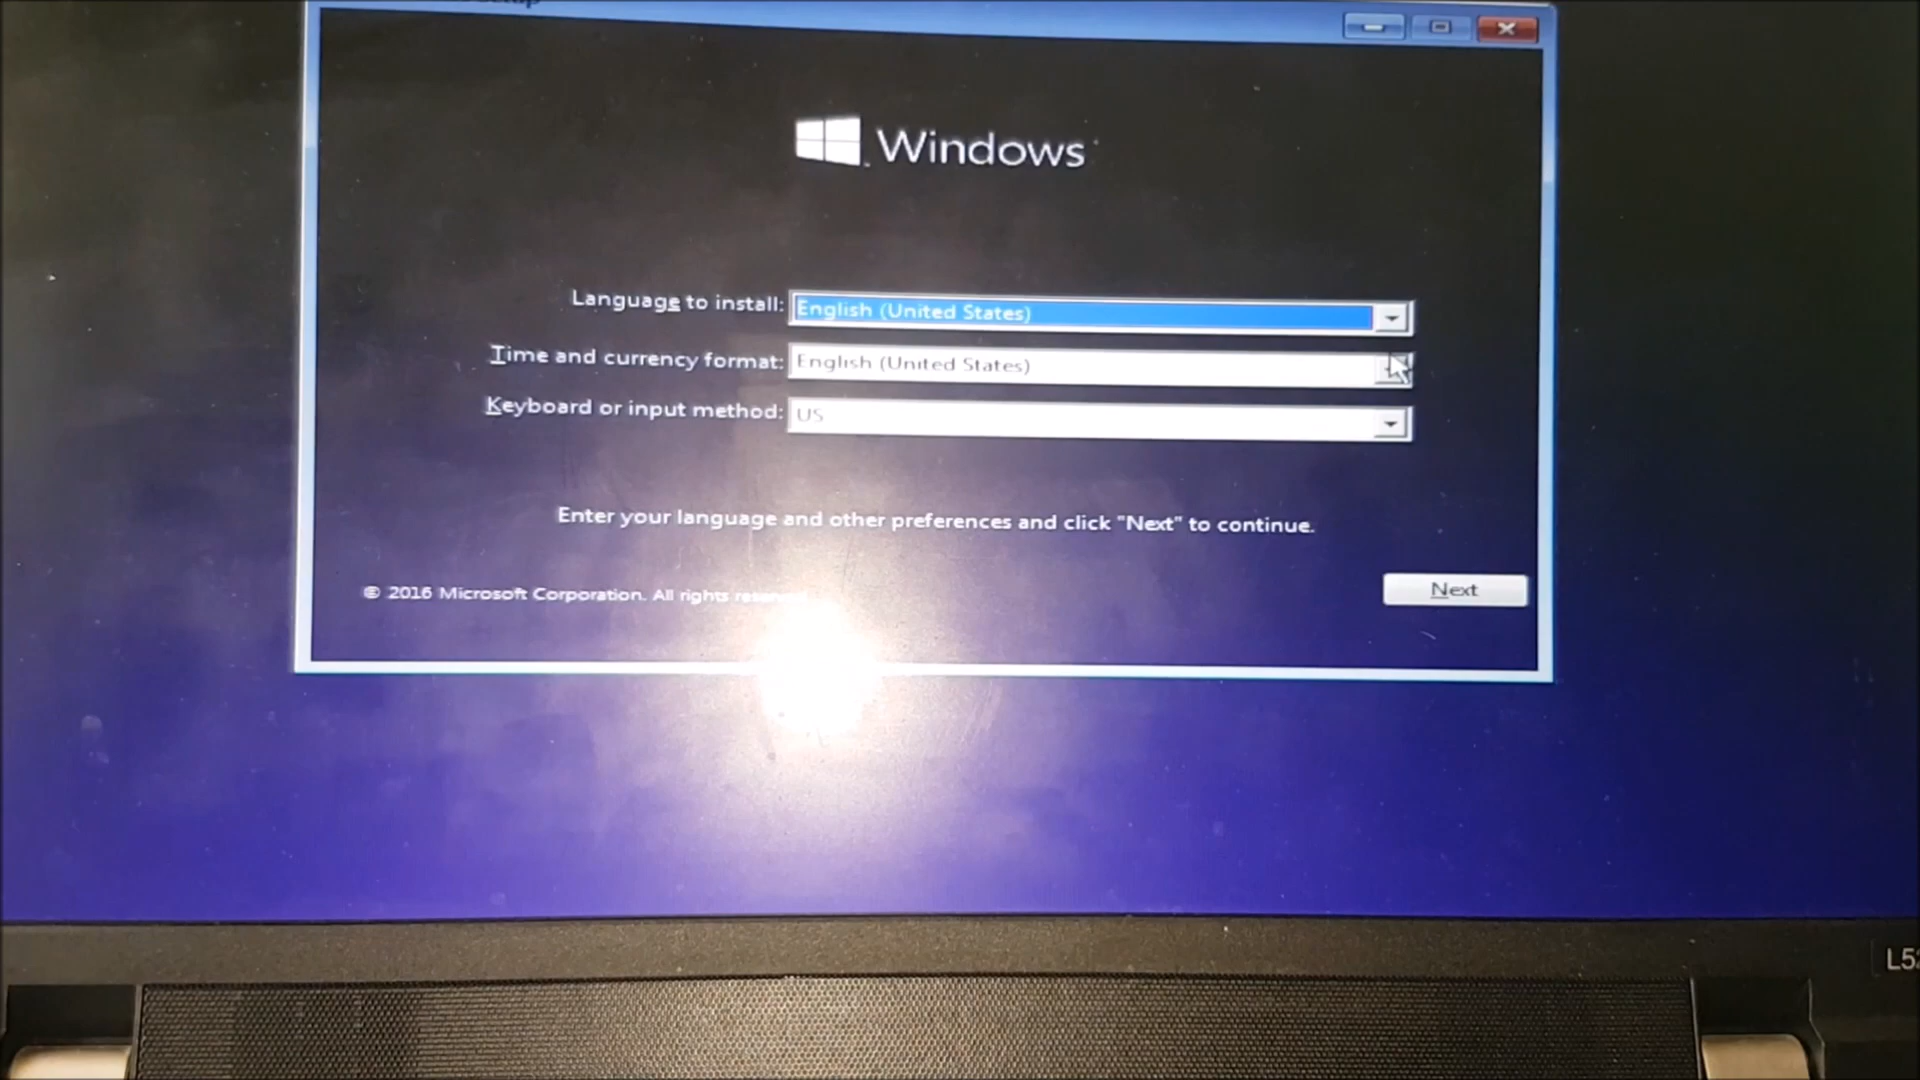 Windows
Language to install: English (United States)
Time and currency format: English (United States)
Keyboard or input method: US
Enter your language and other preferences and click "Next" to continue.
© 2016 Microsoft Corporation. All rights
Next